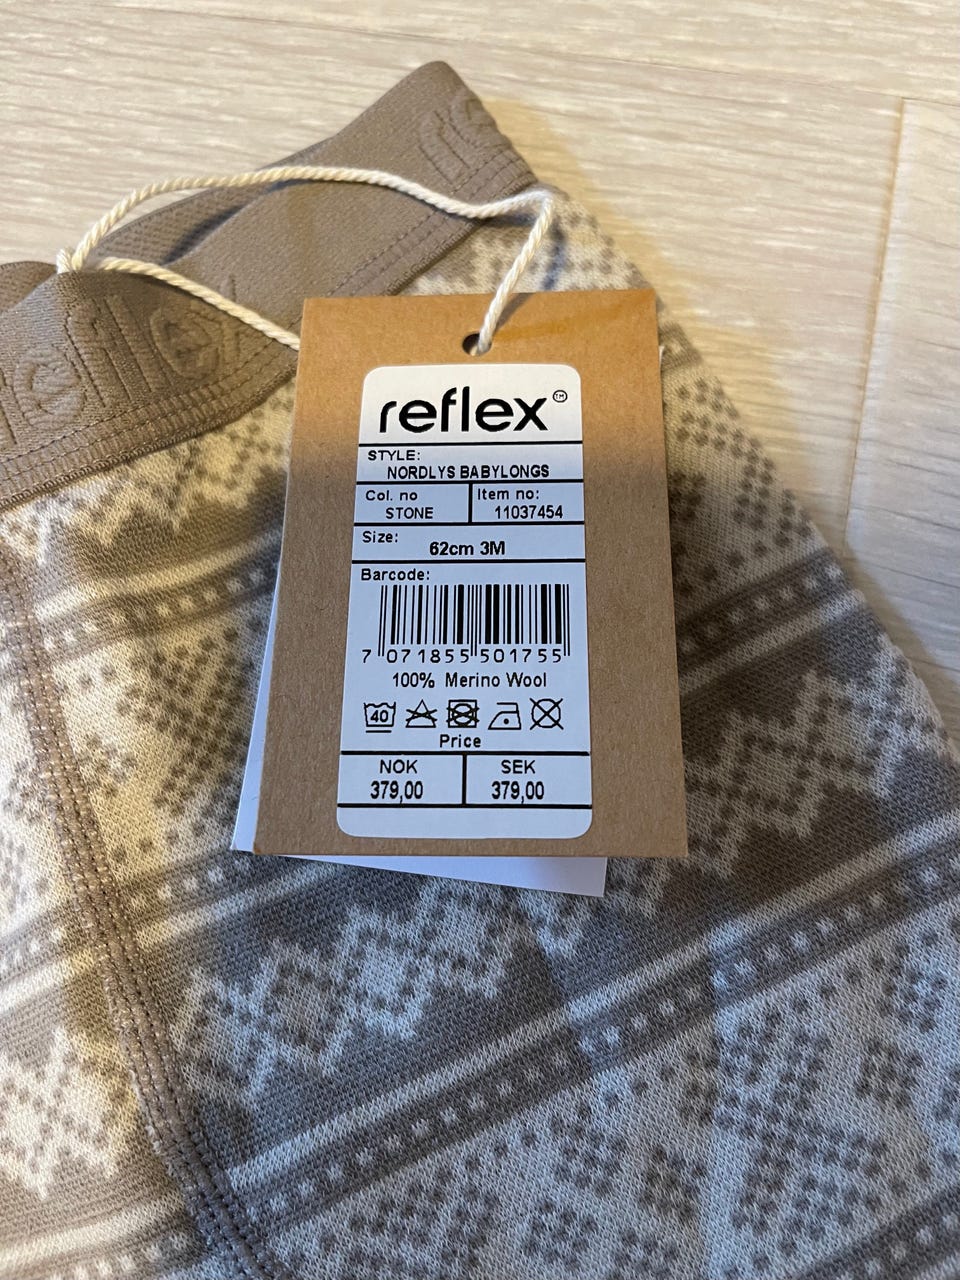 reflex™
STYLE:
NORDLYS BABYLONGS
Col. no
STONE
Item no:
11037454
Size:
62cm 3M
Barcode:
7 071855 501755
100% Merino Wool
40
Price
NOK
379,00
SEK
379,00